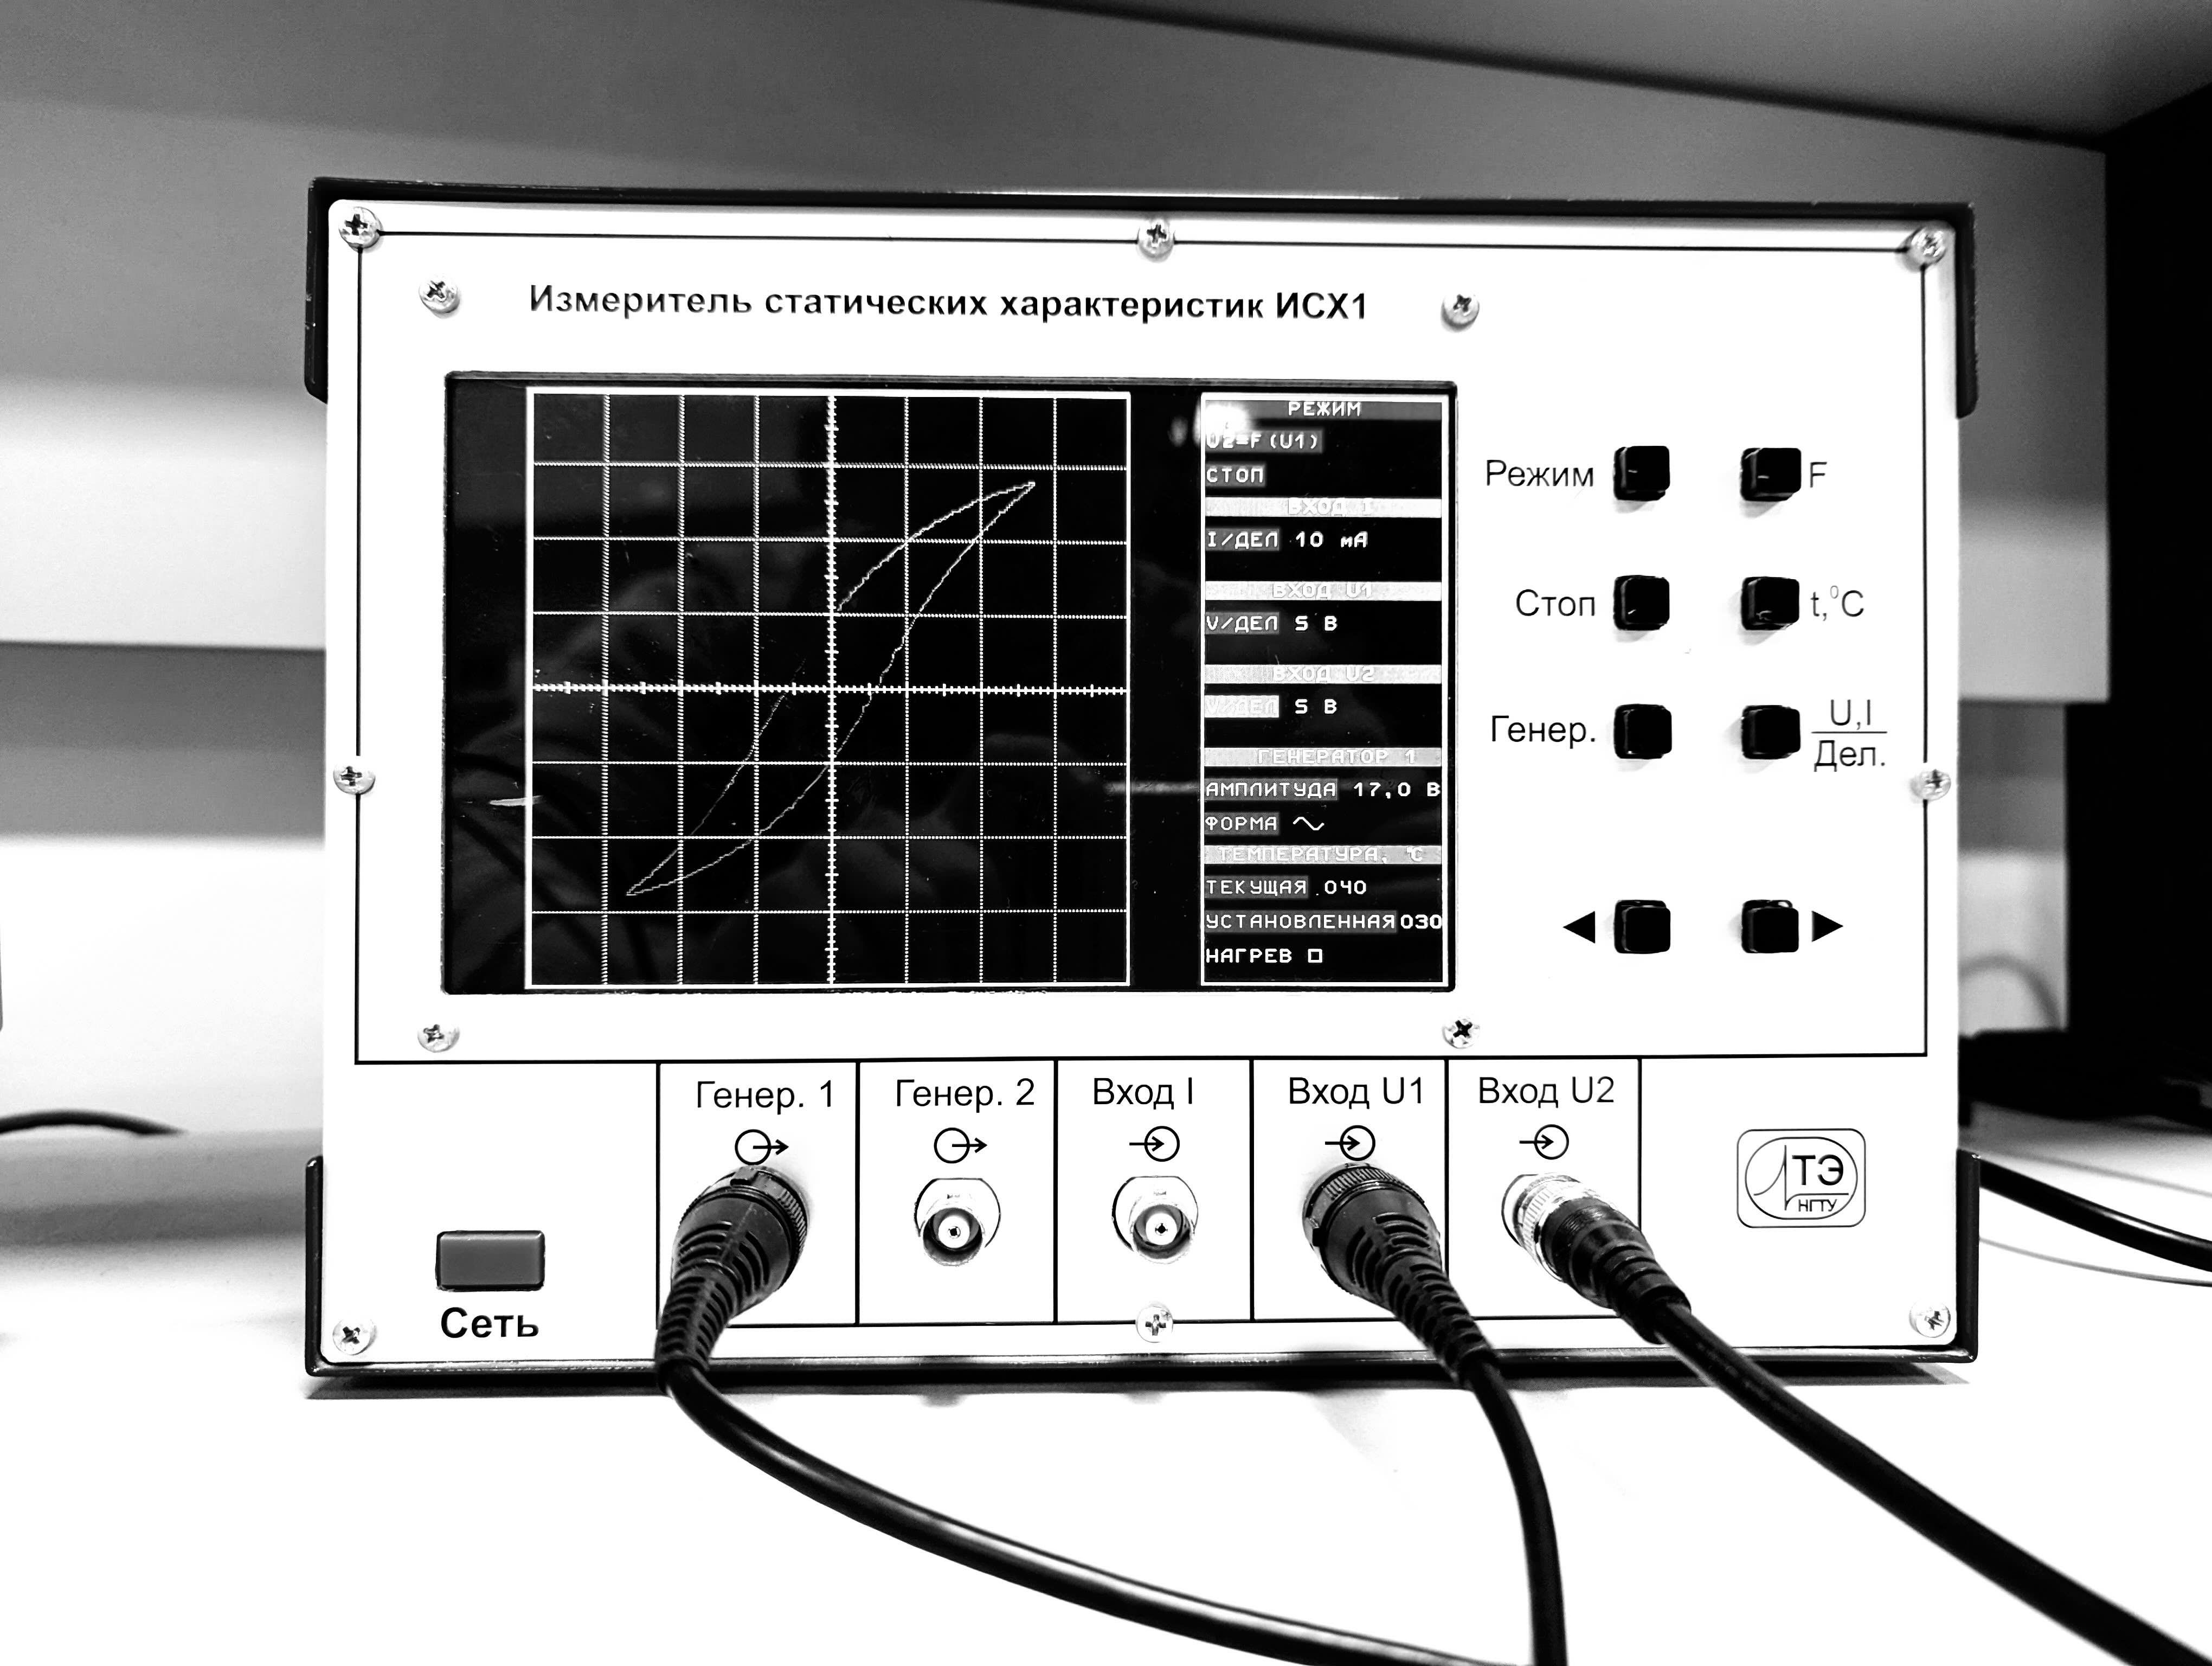 Измеритель статических характеристик ИСХ1
РЕЖИМ
U2=F(U1)
СТОП
ВХОД I
I/ДЕЛ 10 мА
ВХОД U1
V/ДЕЛ 5 В
ВХОД U2
V/ДЕЛ 5 В
ГЕНЕРАТОР 1
АМПЛИТУДА 17,0 В
ФОРМА
ТЕМПЕРАТУРА, °С
ТЕКУЩАЯ 040
УСТАНОВЛЕННАЯ 030
НАГРЕВ
Режим F
Стоп t,°C
Генер. U,I
Дел.
Генер. 1 Генер. 2 Вход I Вход U1 Вход U2
ТЭ
НГТУ
Сеть